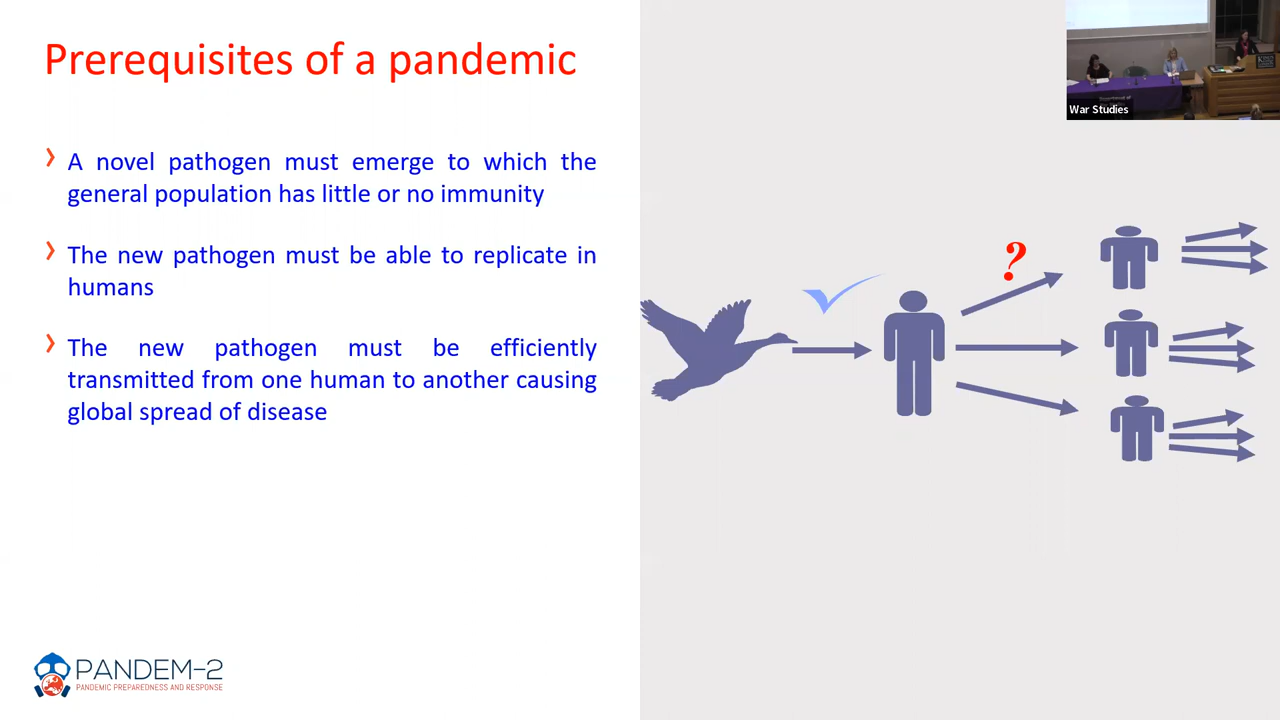 Prerequisites of a pandemic
A novel pathogen must emerge to which the
general population has little or no immunity
The new pathogen must be able to replicate in
humans
The new pathogen must be efficiently
transmitted from one human to another causing
global spread of disease
?
War Studies
PANDEM-2
PANDEMIC PREPAREDNESS AND RESPONSE